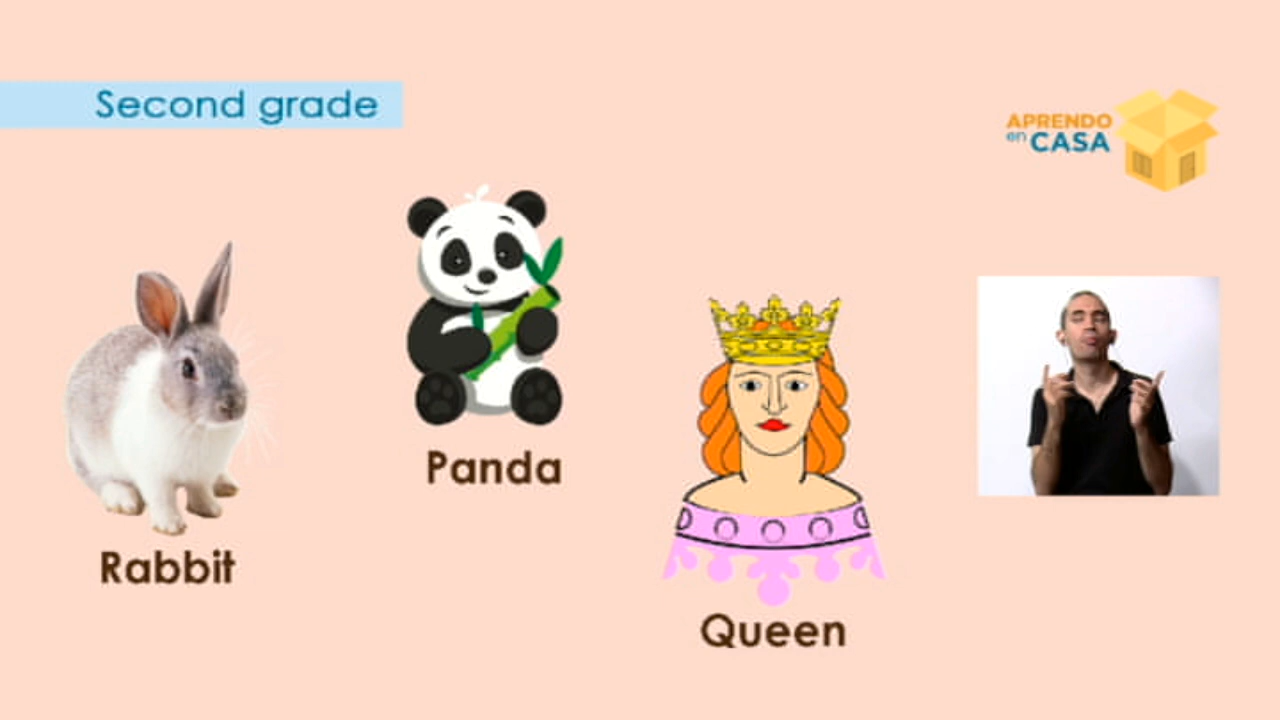 Second grade
APRENDO
en CASA
Panda
Rabbit
Queen